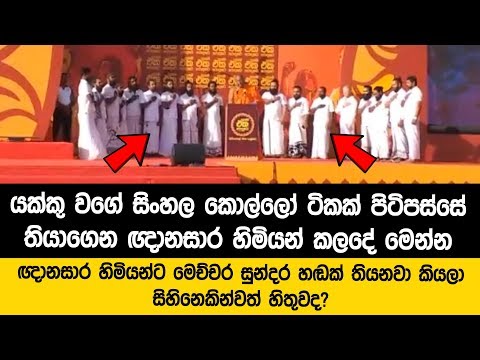 යක්කු වගේ සිංහල කොල්ලෝ ටිකක් පිටිපස්සේ
තියාගෙන ඥානසාර හිමියන් කලදේ මෙන්න
ඥානසාර හිමියන්ට මෙච්චර සුන්දර හඬක් තියනවා කියලා
සිහිනෙකින්වත් හිතුවද?